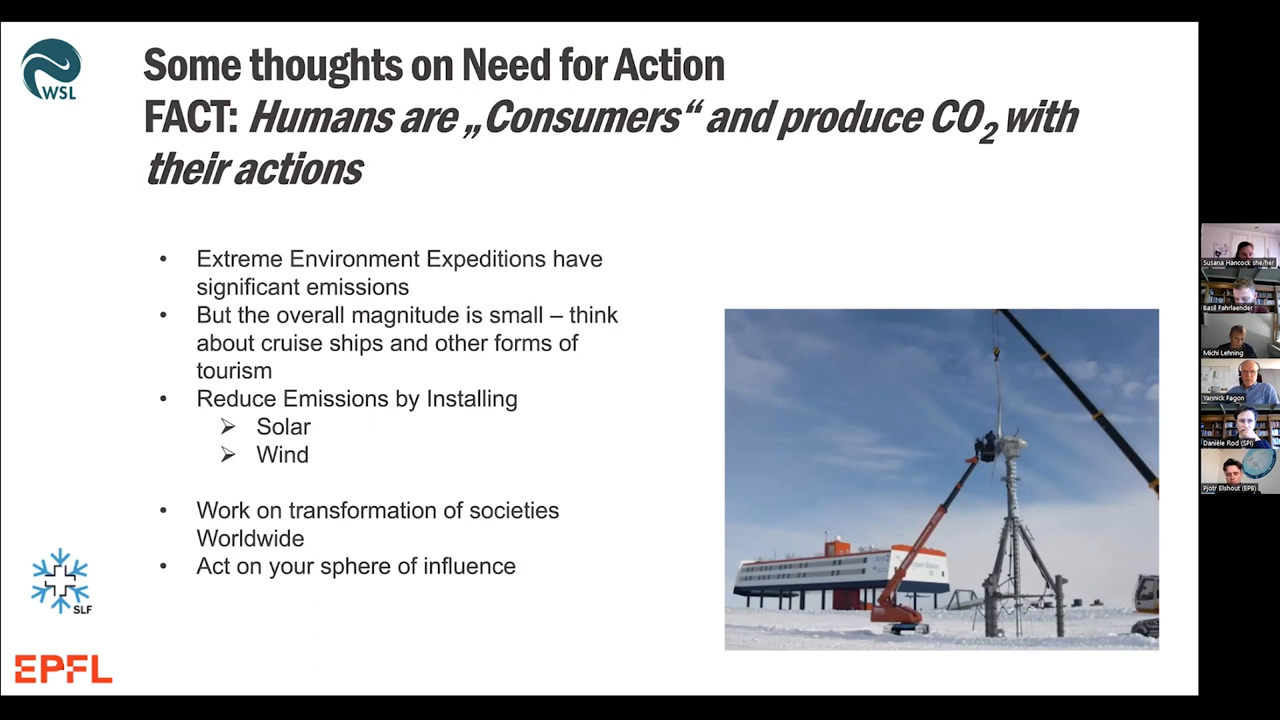 WSL
Some thoughts on Need for Action
FACT: Humans are „Consumers“ and produce CO2 with
their actions
• Extreme Environment Expeditions have
significant emissions
• But the overall magnitude is small – think
about cruise ships and other forms of
tourism
• Reduce Emissions by Installing
➢ Solar
➢ Wind
• Work on transformation of societies
Worldwide
• Act on your sphere of influence
SLF
EPFL
Susana Hancock she/her
Basil Fahrlaender
Michi Lehning
Yannick Fagon
Danièle Rod (SPI)
Pjotr Elshout (EPB)